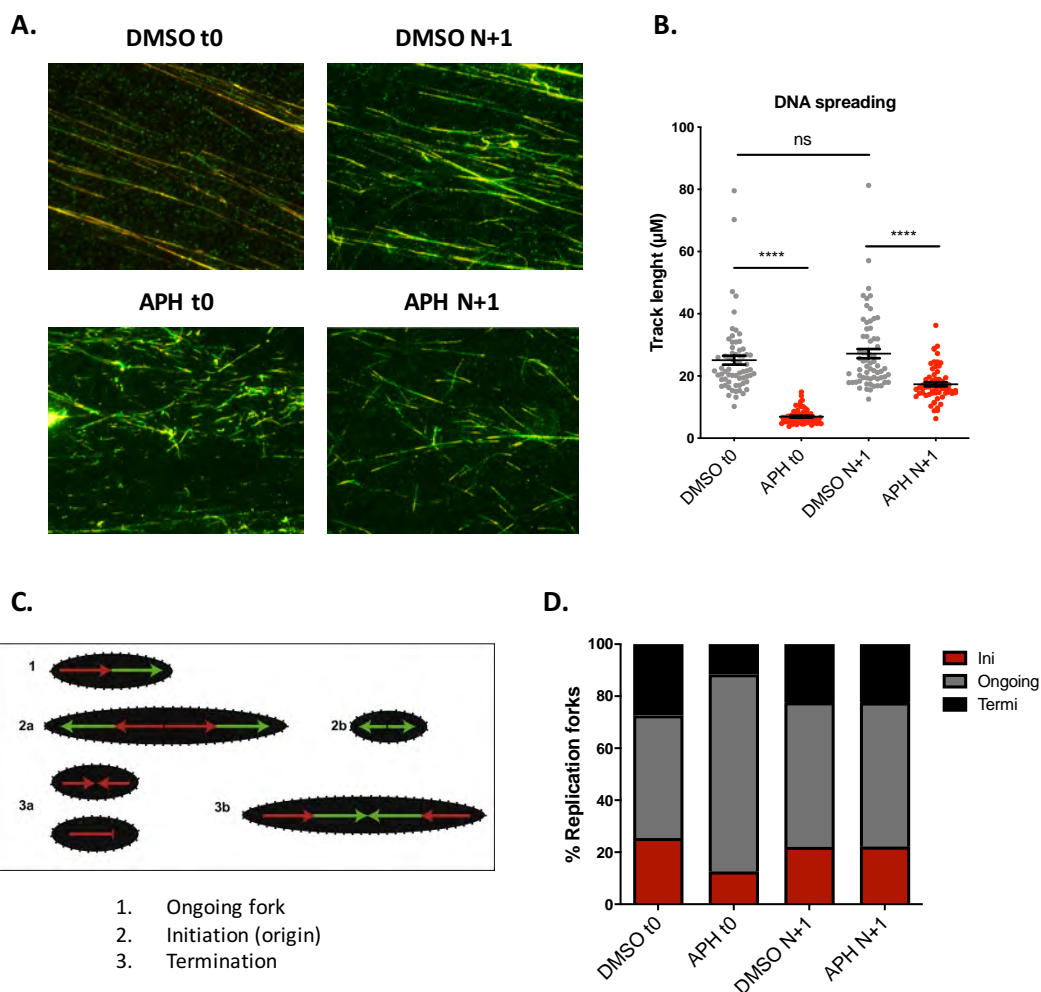 A.
DMSO t0
DMSO N+1
APH t0
APH N+1
B.
DNA spreading
Track lenght (μM)
100
80
60
40
20
0
ns
****
****
DMSO t0
APH t0
DMSO N+1
APH N+1
C.
1
2a
2b
3a
3b
1. Ongoing fork
2. Initiation (origin)
3. Termination
D.
% Replication forks
100
80
60
40
20
0
DMSO t0
APH t0
DMSO N+1
APH N+1
Ini
Ongoing
Termi